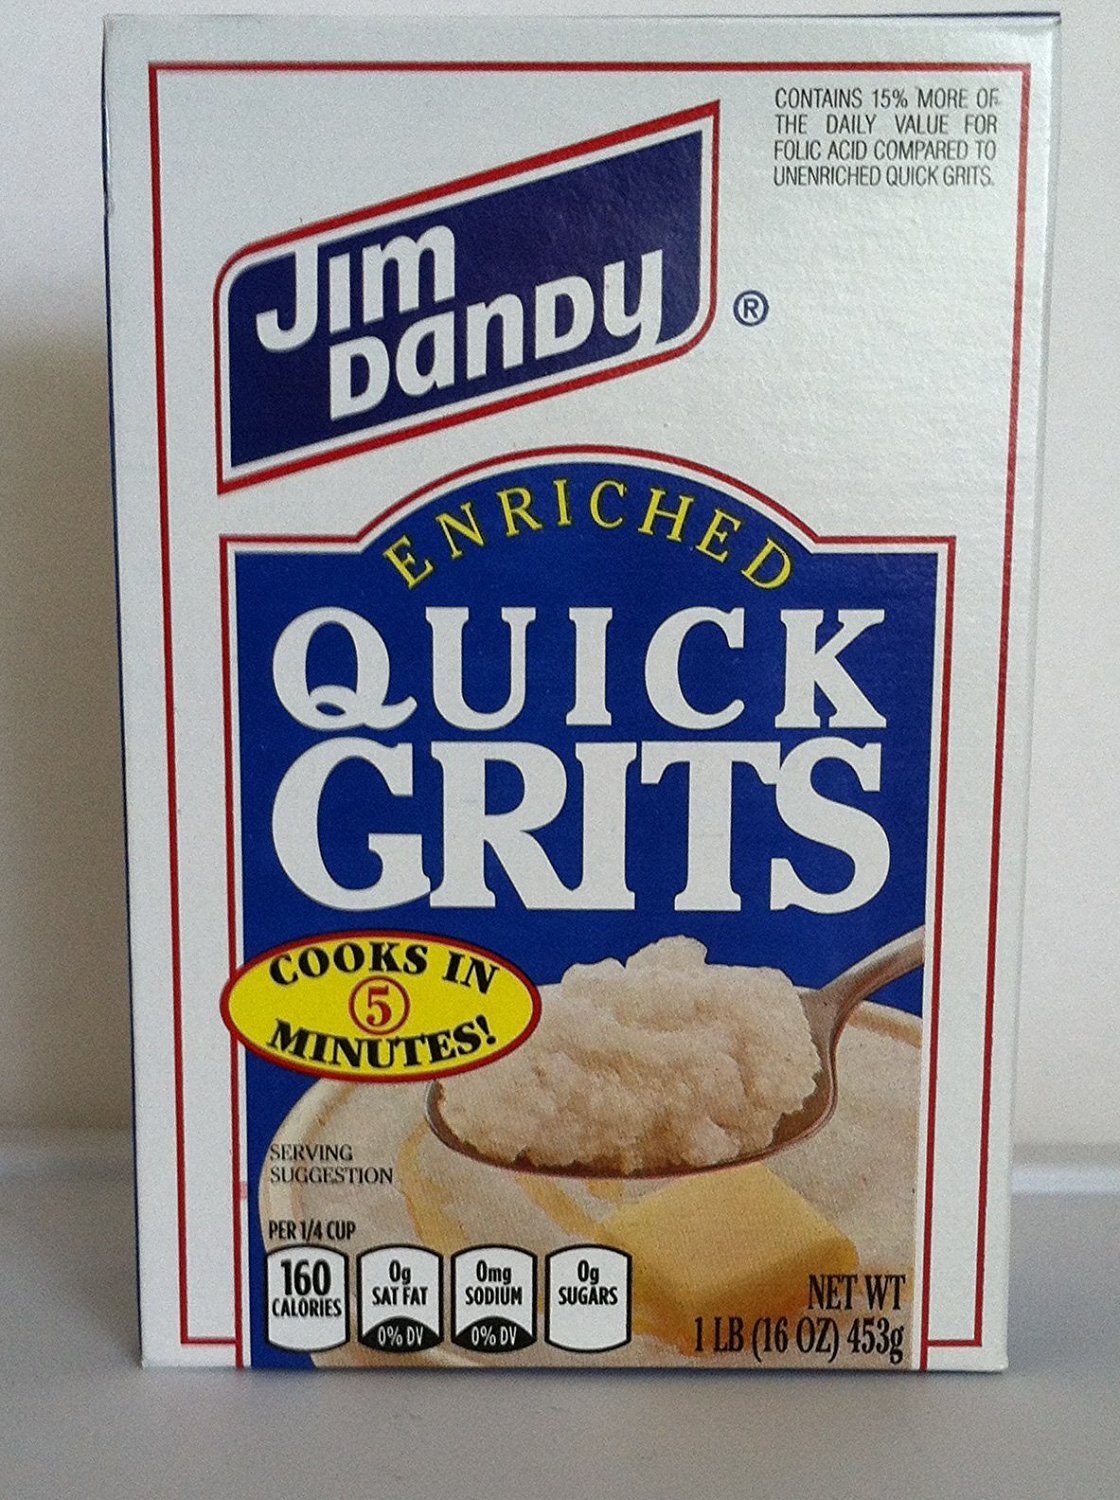 CONTAINS 15% MORE OF
THE DAILY VALUE FOR
FOLIC ACID COMPARED TO
UNENRICHED QUICK GRITS.
Jim
Dandy
®
ENRICHED
QUICK
GRITS
COOKS IN
5
MINUTES!
SERVING
SUGGESTION
PER 1/4 CUP
160
CALORIES
0g
SAT FAT
0% DV
0mg
SODIUM
0% DV
0g
SUGARS
NET WT
1 LB (16 OZ) 453g